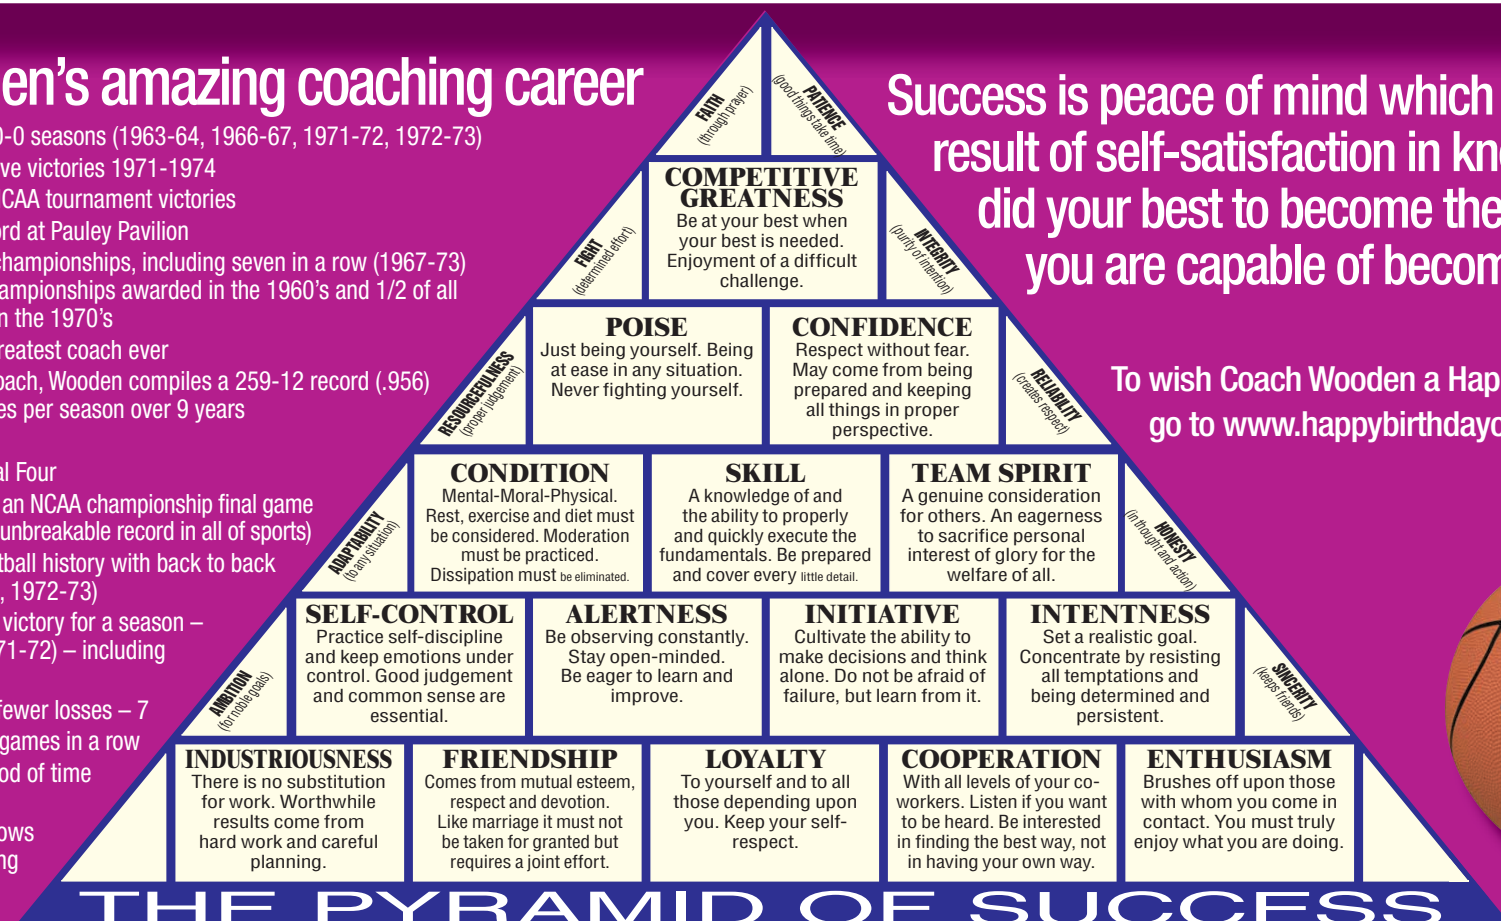 en's amazing coaching career
0-0 seasons (1963-64, 1966-67, 1971-72, 1972-73)
ve victories 1971-1974
NCAA tournament victories
ord at Pauley Pavilion
championships, including seven in a row (1967-73)
ampionships awarded in the 1960's and 1/2 of all
n the 1970's
reatest coach ever
oach, Wooden compiles a 259-12 record (.956)
es per season over 9 years
al Four
an NCAA championship final game
unbreakable record in all of sports)
tball history with back to back
, 1972-73)
victory for a season –
71-72) – including
fewer losses – 7
games in a row
od of time
ows
ng
Success is peace of mind which
result of self-satisfaction in kno
did your best to become the
you are capable of becom
To wish Coach Wooden a Hap
go to www.happybirthdayc
FAITH
(through prayer)
PATIENCE
(good things take time)
COMPETITIVE
GREATNESS
Be at your best when
your best is needed.
Enjoyment of a difficult
challenge.
FIGHT
(determined effort)
INTEGRITY
(purity of intention)
POISE
Just being yourself. Being
at ease in any situation.
Never fighting yourself.
CONFIDENCE
Respect without fear.
May come from being
prepared and keeping
all things in proper
perspective.
RESOURCEFULNESS
(proper judgement)
RELIABILITY
(creates respect)
CONDITION
Mental-Moral-Physical.
Rest, exercise and diet must
be considered. Moderation
must be practiced.
Dissipation must be eliminated.
SKILL
A knowledge of and
the ability to properly
and quickly execute the
fundamentals. Be prepared
and cover every little detail.
TEAM SPIRIT
A genuine consideration
for others. An eagerness
to sacrifice personal
interest of glory for the
welfare of all.
ADAPTABILITY
(to any situation)
HONESTY
(in thought and action)
SELF-CONTROL
Practice self-discipline
and keep emotions under
control. Good judgement
and common sense are
essential.
ALERTNESS
Be observing constantly.
Stay open-minded.
Be eager to learn and
improve.
INITIATIVE
Cultivate the ability to
make decisions and think
alone. Do not be afraid of
failure, but learn from it.
INTENTNESS
Set a realistic goal.
Concentrate by resisting
all temptations and
being determined and
persistent.
AMBITION
(for noble goals)
SINCERITY
(keeps friends)
INDUSTRIOUSNESS
There is no substitution
for work. Worthwhile
results come from
hard work and careful
planning.
FRIENDSHIP
Comes from mutual esteem,
respect and devotion.
Like marriage it must not
be taken for granted but
requires a joint effort.
LOYALTY
To yourself and to all
those depending upon
you. Keep your self-
respect.
COOPERATION
With all levels of your co-
workers. Listen if you want
to be heard. Be interested
in finding the best way, not
in having your own way.
ENTHUSIASM
Brushes off upon those
with whom you come in
contact. You must truly
enjoy what you are doing.
THE PYRAMID OF SUCCESS